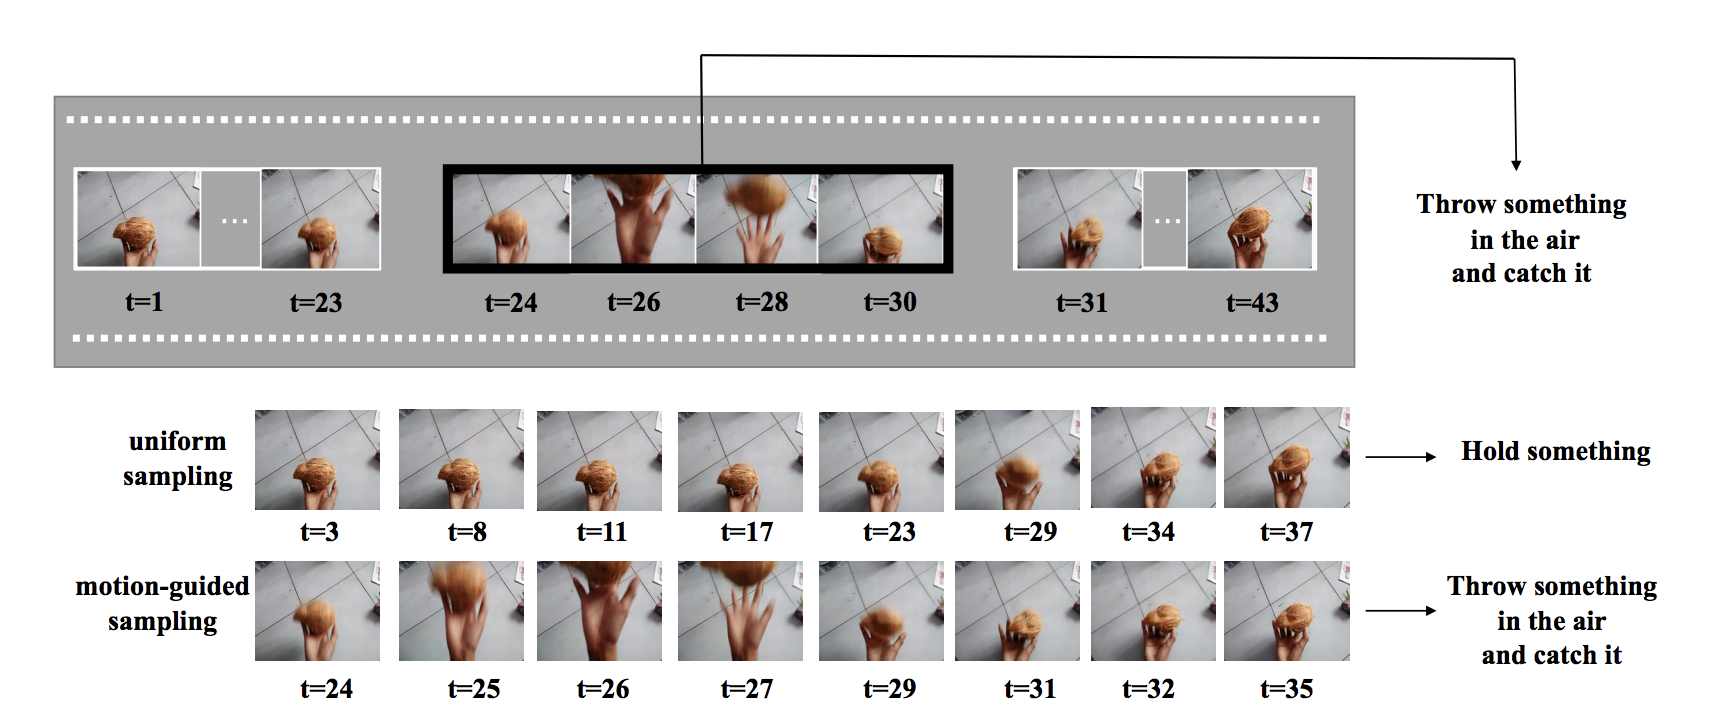 Throw something
in the air
and catch it
...
...
t=1
t=23
t=24
t=26
t=28
t=30
t=31
t=43
uniform
sampling
Hold something
t=3
t=8
t=11
t=17
t=23
t=29
t=34
t=37
motion-guided
sampling
Throw something
in the air
and catch it
t=24
t=25
t=26
t=27
t=29
t=31
t=32
t=35